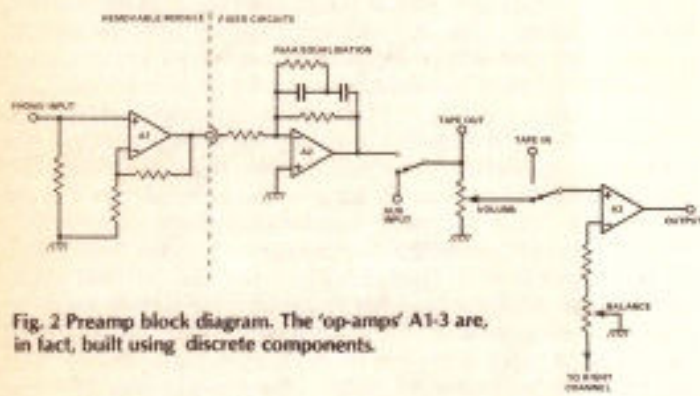 REMOVABLE MODULE
FIXED CIRCUITS
RIAA EQUALISATION
PHONO INPUT
A1
A2
TAPE OUT
TAPE IN
AUX
INPUT
VOLUME
A3
OUTPUT
BALANCE
TO RIGHT
CHANNEL
Fig. 2 Preamp block diagram. The 'op-amps' A1-3 are,
in fact, built using discrete components.